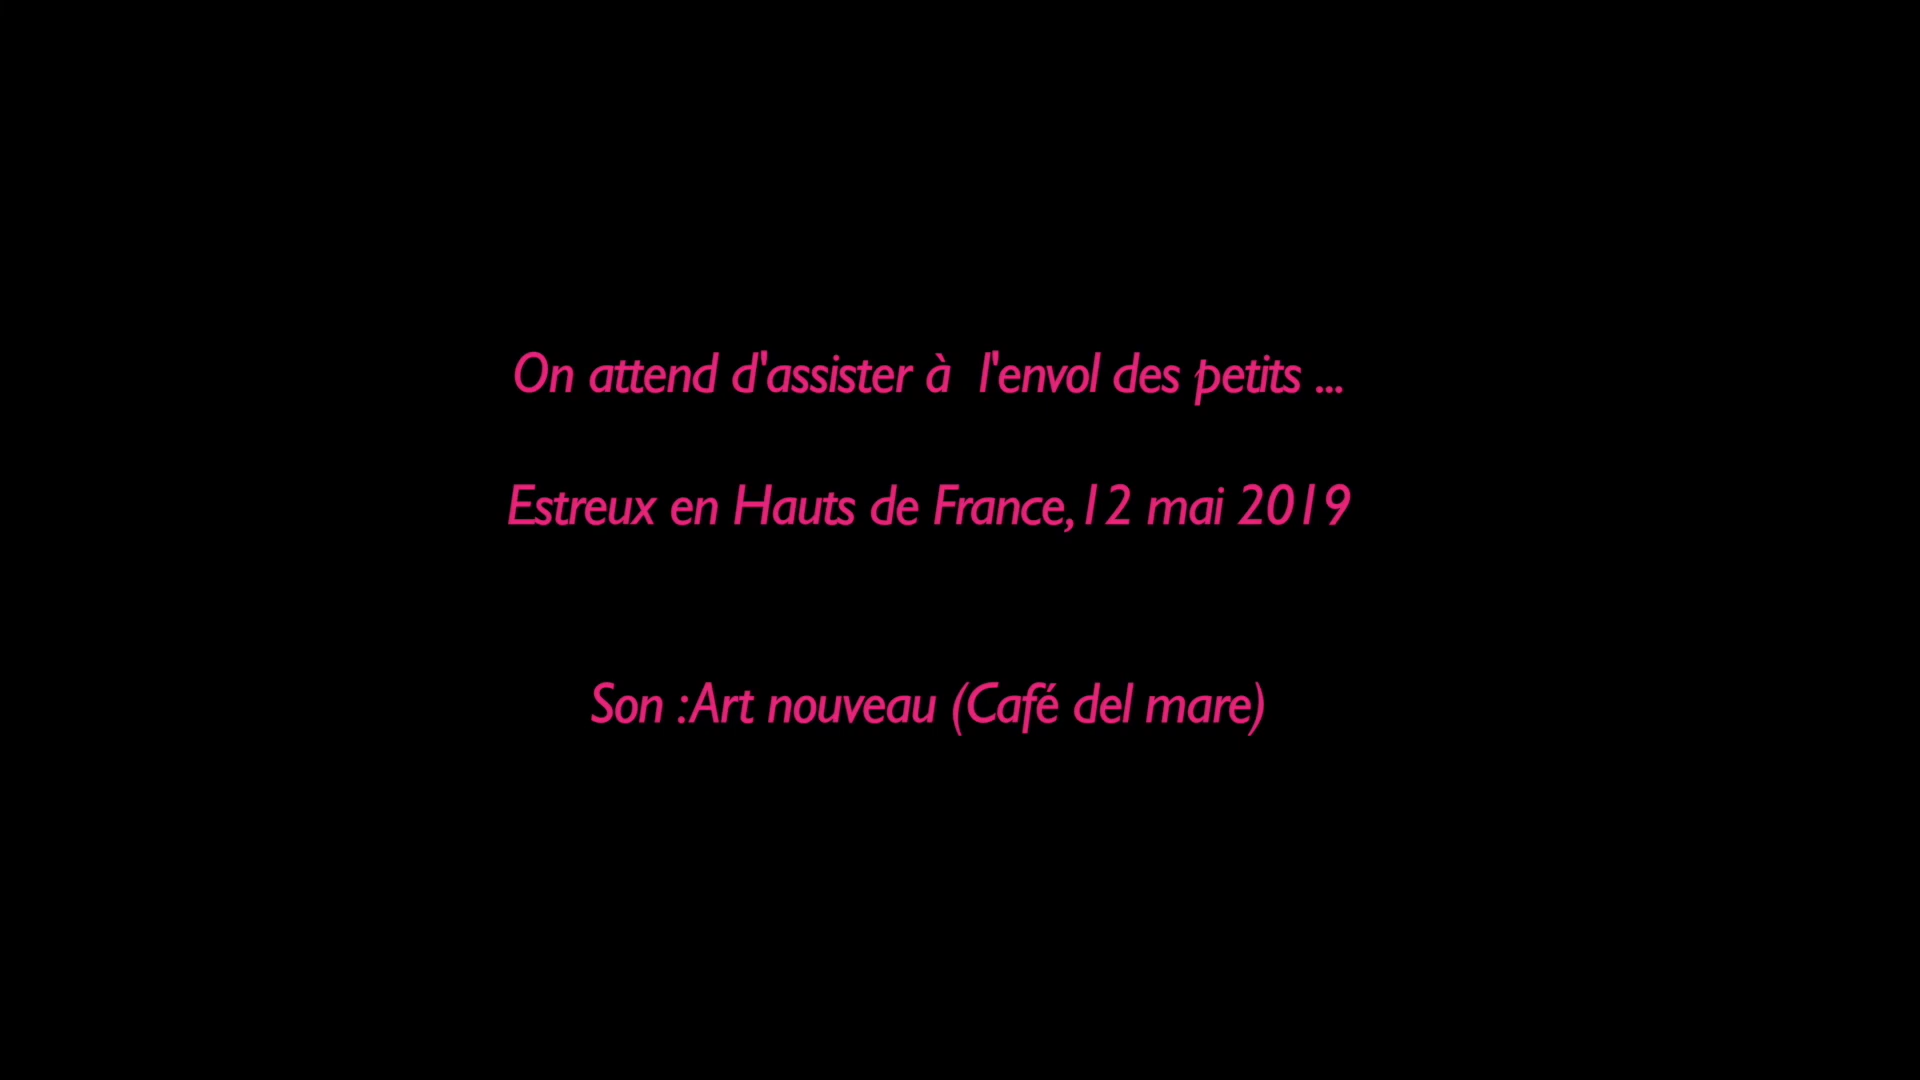 On attend d'assister à  l'envol des petits ...
Estreux en Hauts de France, 12 mai 2019
Son : Art nouveau (Café del mare)